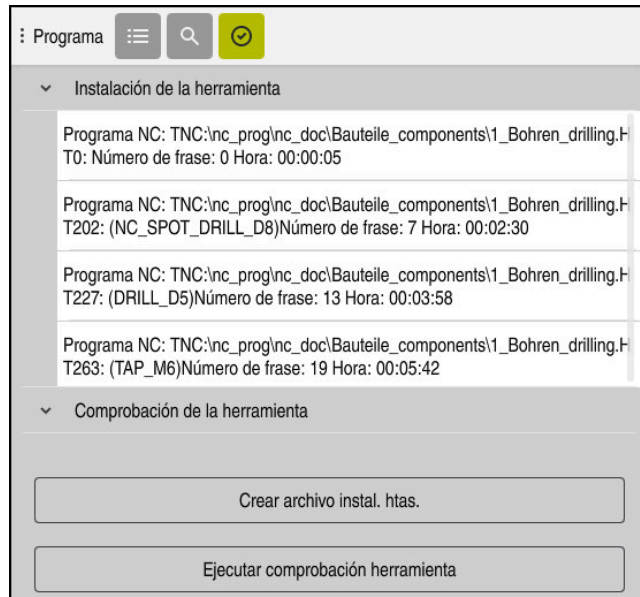 Programa
Instalación de la herramienta
Programa NC: TNC:\nc_prog\nc_doc\Bauteile_components\1_Bohren_drilling.H
T0: Número de frase: 0 Hora: 00:00:05
Programa NC: TNC:\nc_prog\nc_doc\Bauteile_components\1_Bohren_drilling.H
T202: (NC_SPOT_DRILL_D8)Número de frase: 7 Hora: 00:02:30
Programa NC: TNC:\nc_prog\nc_doc\Bauteile_components\1_Bohren_drilling.H
T227: (DRILL_D5)Número de frase: 13 Hora: 00:03:58
Programa NC: TNC:\nc_prog\nc_doc\Bauteile_components\1_Bohren_drilling.H
T263: (TAP_M6)Número de frase: 19 Hora: 00:05:42
Comprobación de la herramienta
Crear archivo instal. htas.
Ejecutar comprobación herramienta